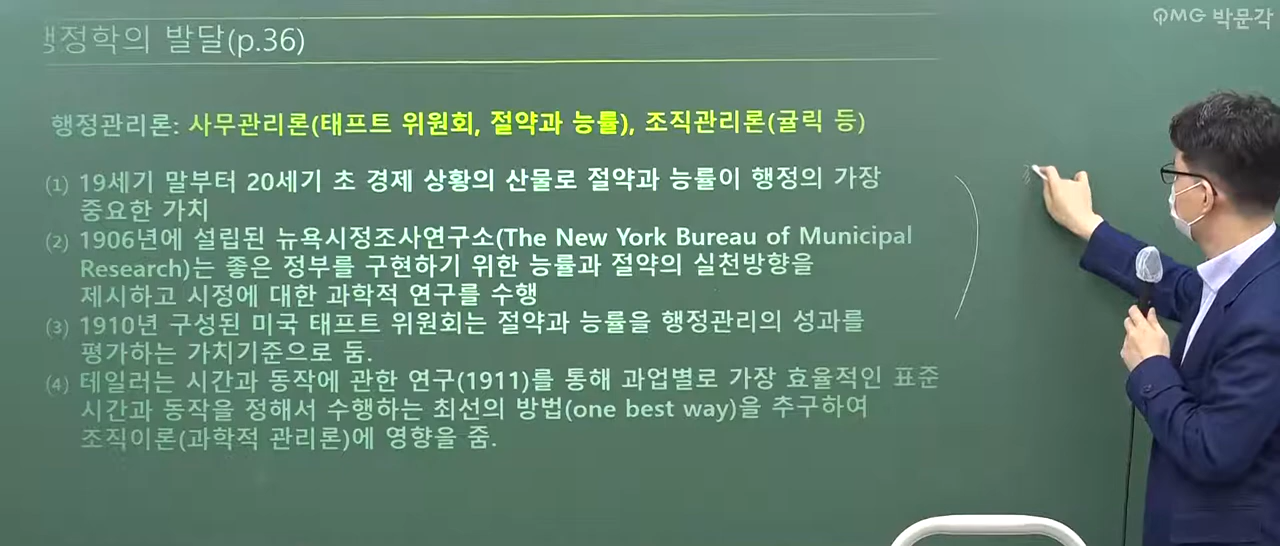 행정학의 발달(p.36)
QMG 박문각
행정관리론: 사무관리론(태프트 위원회, 절약과 능률), 조직관리론(귤릭 등)
(1) 19세기 말부터 20세기 초 경제 상황의 산물로 절약과 능률이 행정의 가장
중요한 가치
(2) 1906년에 설립된 뉴욕시정조사연구소(The New York Bureau of Municipal
Research)는 좋은 정부를 구현하기 위한 능률과 절약의 실천방향을
제시하고 시정에 대한 과학적 연구를 수행
(3) 1910년 구성된 미국 태프트 위원회는 절약과 능률을 행정관리의 성과를
평가하는 가치기준으로 둠.
(4) 테일러는 시간과 동작에 관한 연구(1911)를 통해 과업별로 가장 효율적인 표준
시간과 동작을 정해서 수행하는 최선의 방법(one best way)을 추구하여
조직이론(과학적 관리론)에 영향을 줌.